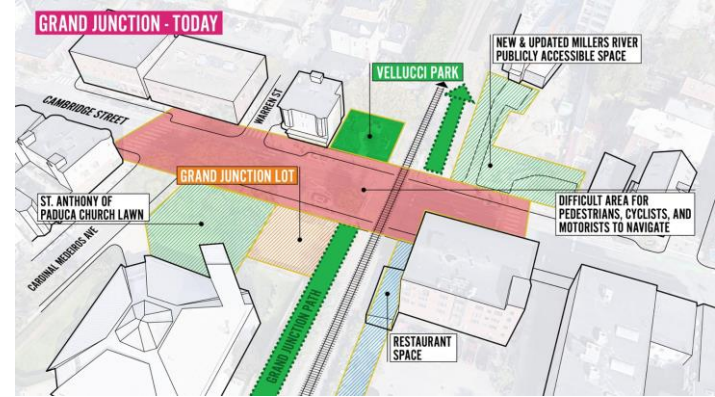 GRAND JUNCTION - TODAY
NEW & UPDATED MILLERS RIVER
PUBLICLY ACCESSIBLE SPACE
VELLUCCI PARK
CAMBRIDGE STREET
WARREN ST
GRAND JUNCTION LOT
ST. ANTHONY OF
PADUCA CHURCH LAWN
DIFFICULT AREA FOR
PEDESTRIANS, CYCLISTS, AND
MOTORISTS TO NAVIGATE
CARDINAL MEDEIROS AVE
GRAND JUNCTION PATH
RESTAURANT
SPACE